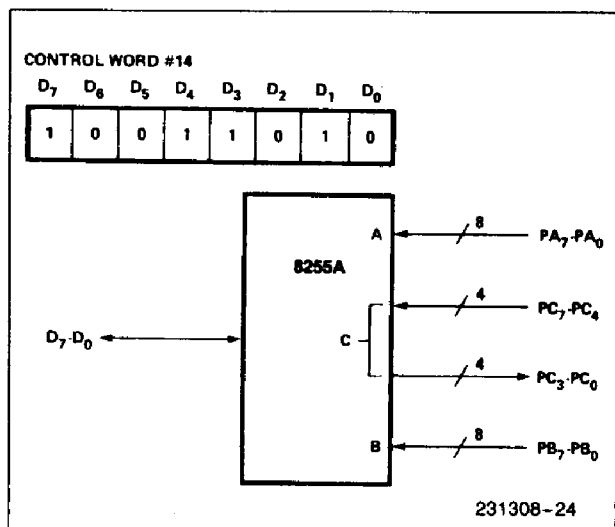 CONTROL WORD #14
D7 D6 D5 D4 D3 D2 D1 D0
1 0 0 1 1 0 1 0
A 8 PA7-PA0
8255A
4 PC7-PC4
D7-D0 C
4 PC3-PC0
B 8 PB7-PB0
231308-24